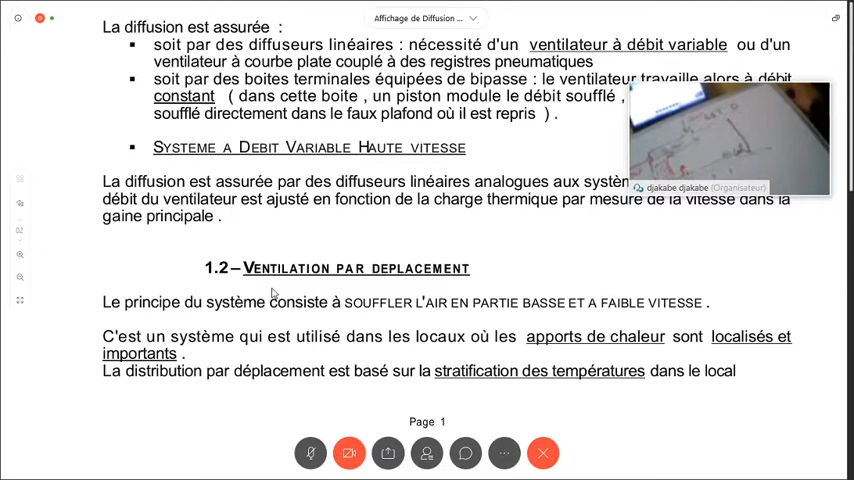 Affichage de Diffusion ...
La diffusion est assurée :
▪ soit par des diffuseurs linéaires : nécessité d'un ventilateur à débit variable ou d'un
ventilateur à courbe plate couplé à des registres pneumatiques
▪ soit par des boites terminales équipées de bipasse : le ventilateur travaille alors à débit
constant ( dans cette boite , un piston module le débit soufflé ,
soufflé directement dans le faux plafond où il est repris ) .
▪ SYSTEME A DEBIT VARIABLE HAUTE VITESSE
La diffusion est assurée par des diffuseurs linéaires analogues aux
débit du ventilateur est ajusté en fonction de la charge thermique par mesure de la vitesse dans la
gaine principale .
djakabe djakabe (Organisateur)
1.2–VENTILATION PAR DEPLACEMENT
Le principe du système consiste à SOUFFLER L'AIR EN PARTIE BASSE ET A FAIBLE VITESSE .
C'est un système qui est utilisé dans les locaux où les apports de chaleur sont localisés et
importants .
La distribution par déplacement est basé sur la stratification des températures dans le local
Page 1